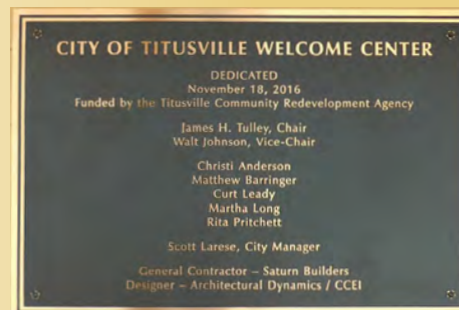 CITY OF TITUSVILLE WELCOME CENTER
DEDICATED
November 18, 2016
Funded by the Titusville Community Redevelopment Agency
James H. Tulley, Chair
Walt Johnson, Vice-Chair
Christi Anderson
Matthew Barringer
Curt Leady
Martha Long
Rita Pritchett
Scott Larese, City Manager
General Contractor – Saturn Builders
Designer – Architectural Dynamics / CCEI